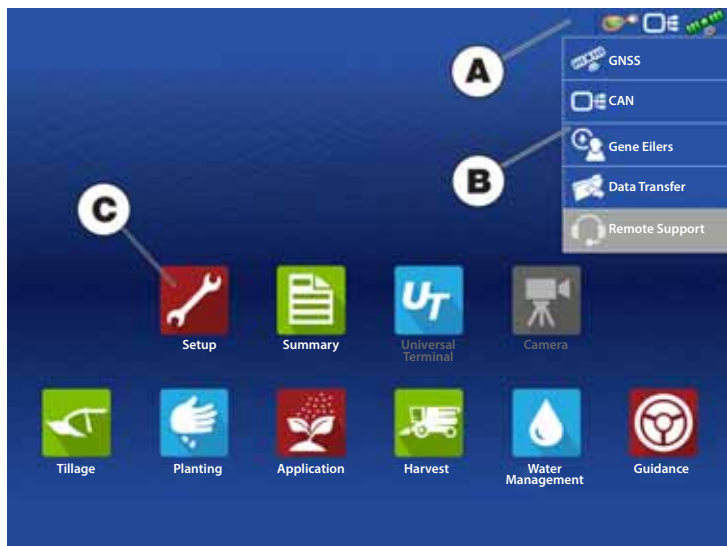 A
GNSS
CAN
B
Gene Eilers
Data Transfer
C
Remote Support
UT
Setup
Summary
Universal
Terminal
Camera
Tillage
Planting
Application
Harvest
Water
Management
Guidance